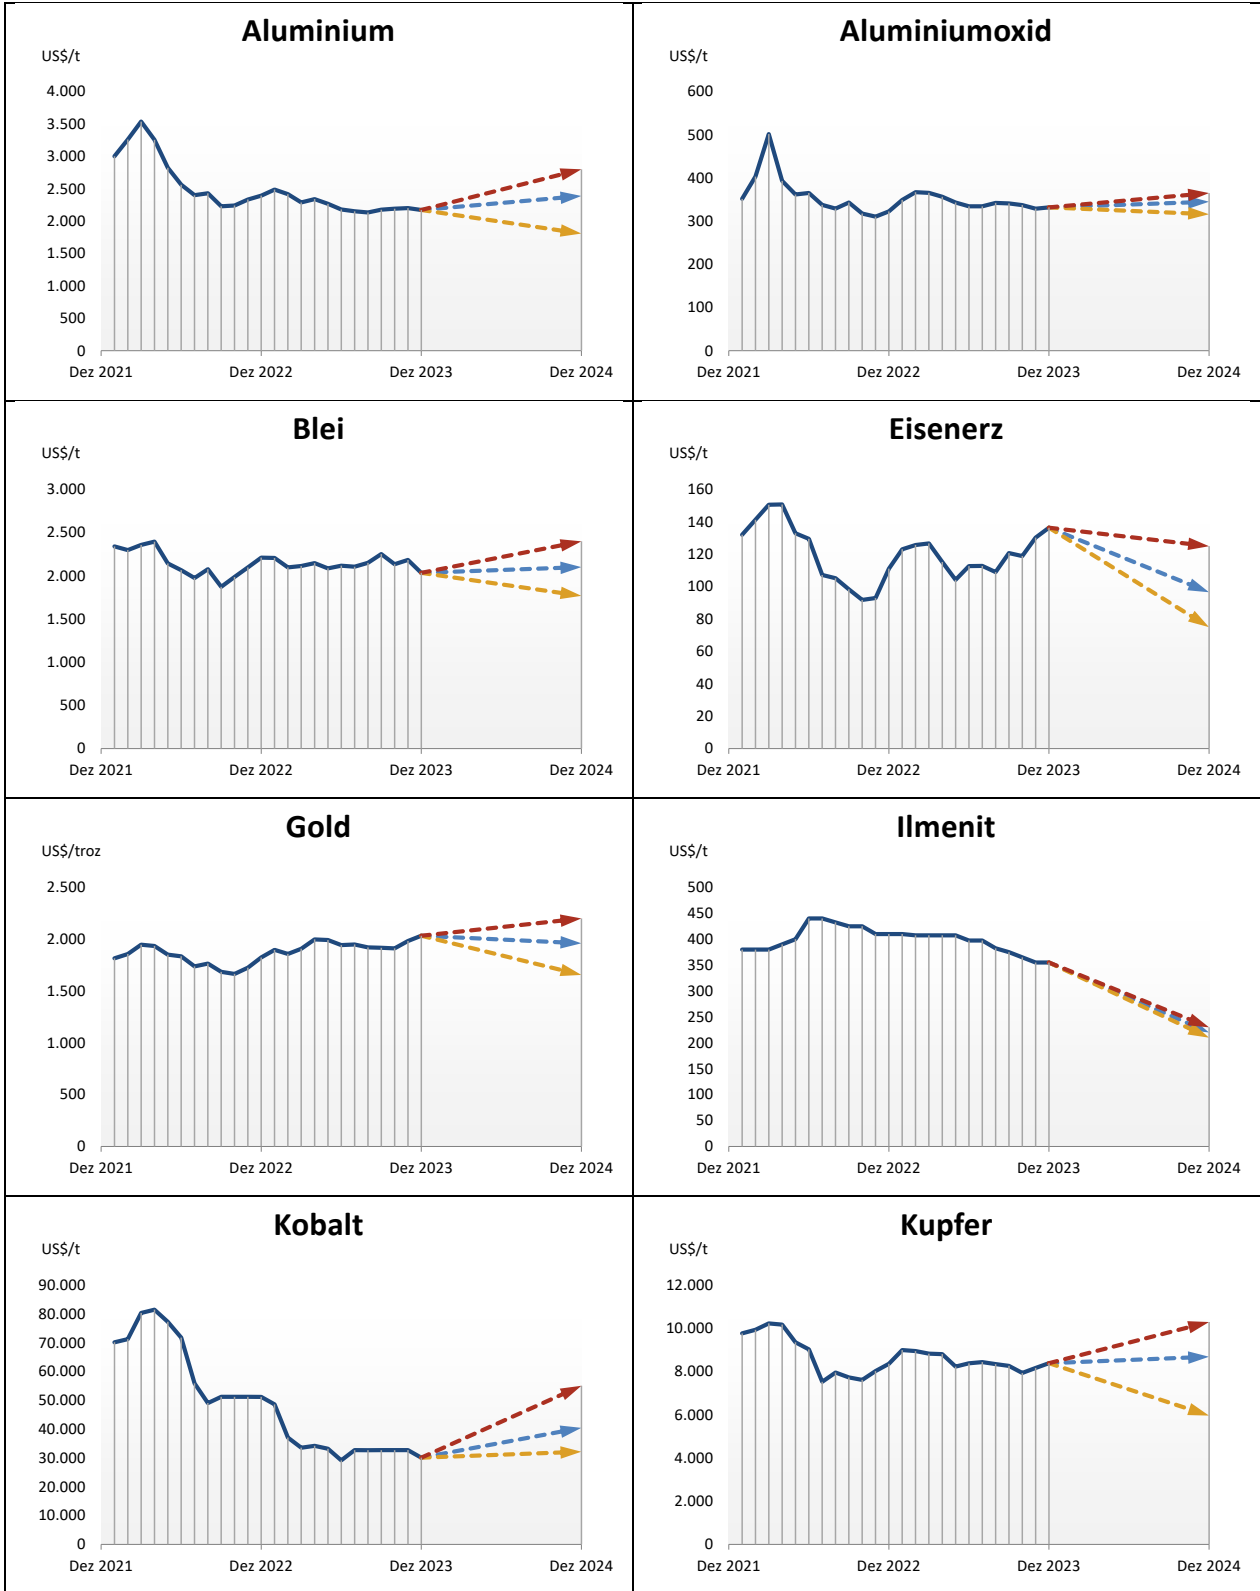 Aluminium
US$/t
4.000
3.500
3.000
2.500
2.000
1.500
1.000
500
0
Dez 2021 Dez 2022 Dez 2023 Dez 2024
Aluminiumoxid
US$/t
600
500
400
300
200
100
0
Dez 2021 Dez 2022 Dez 2023 Dez 2024
Blei
US$/t
3.000
2.500
2.000
1.500
1.000
500
0
Dez 2021 Dez 2022 Dez 2023 Dez 2024
Eisenerz
US$/t
160
140
120
100
80
60
40
20
0
Dez 2021 Dez 2022 Dez 2023 Dez 2024
Gold
US$/troz
2.500
2.000
1.500
1.000
500
0
Dez 2021 Dez 2022 Dez 2023 Dez 2024
Ilmenit
US$/t
500
450
400
350
300
250
200
150
100
50
0
Dez 2021 Dez 2022 Dez 2023 Dez 2024
Kobalt
US$/t
90.000
80.000
70.000
60.000
50.000
40.000
30.000
20.000
10.000
0
Dez 2021 Dez 2022 Dez 2023 Dez 2024
Kupfer
US$/t
12.000
10.000
8.000
6.000
4.000
2.000
0
Dez 2021 Dez 2022 Dez 2023 Dez 2024